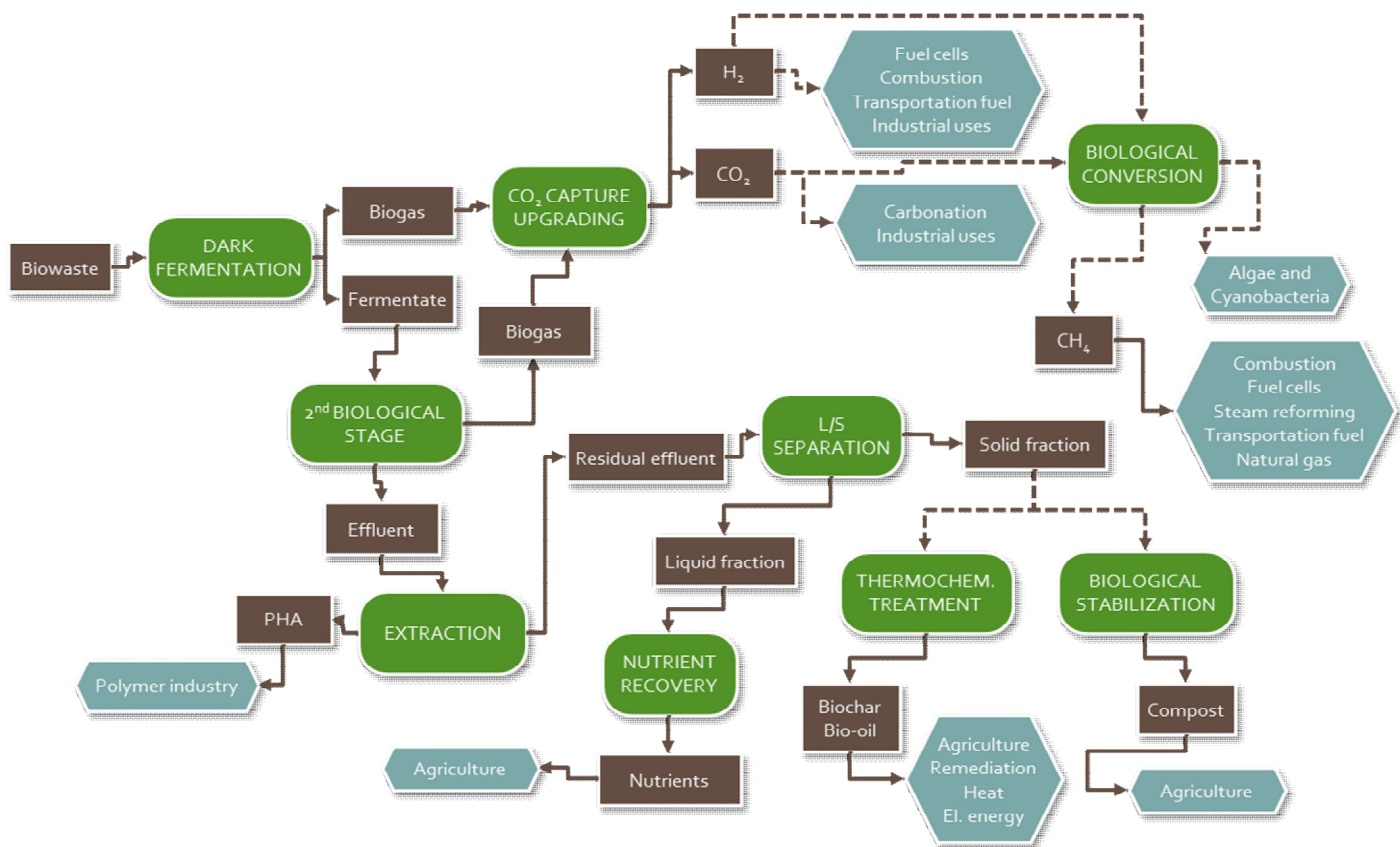 H₂
Fuel cells
Combustion
Transportation fuel
Industrial uses
BIOLOGICAL
CONVERSION
CO₂
CO₂ CAPTURE
UPGRADING
Biogas
Carbonation
Industrial uses
DARK
FERMENTATION
Biowaste
Fermentate
Biogas
Algae and
Cyanobacteria
CH₄
Combustion
Fuel cells
Steam reforming
Transportation fuel
Natural gas
2nd BIOLOGICAL
STAGE
Residual effluent
L/S
SEPARATION
Solid fraction
Effluent
Liquid fraction
THERMOCHEM.
TREATMENT
BIOLOGICAL
STABILIZATION
PHA
EXTRACTION
Polymer industry
NUTRIENT
RECOVERY
Biochar
Bio-oil
Compost
Agriculture
Nutrients
Agriculture
Remediation
Heat
El. energy
Agriculture